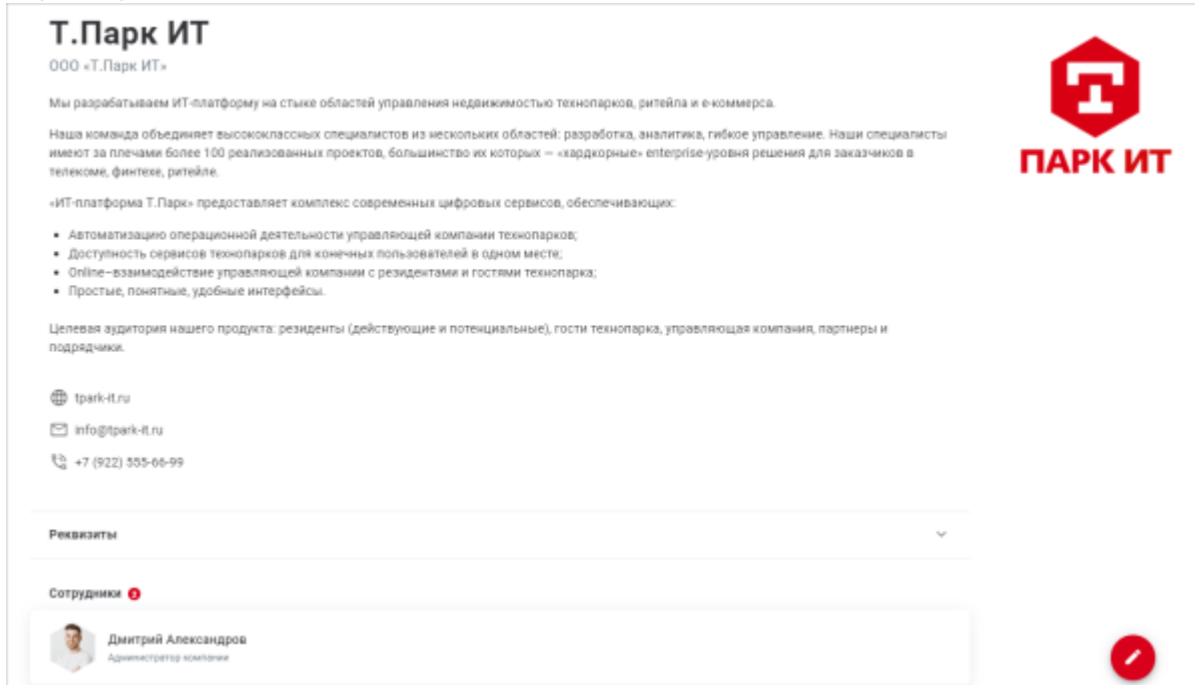 Т.Парк ИТ
ООО «Т.Парк ИТ»
Мы разрабатываем ИТ-платформу на стыке областей управления недвижимостью технопарков, ритейла и е-коммерса.
Наша команда объединяет высококлассных специалистов из нескольких областей: разработка, аналитика, гибкое управление. Наши специалисты
имеют за плечами более 100 реализованных проектов, большинство их которых — «хардкорные» enterprise-уровня решения для заказчиков в
телекоме, финтехе, ритейле.
«ИТ-платформа Т.Парк» предоставляет комплекс современных цифровых сервисов, обеспечивающих:
• Автоматизацию операционной деятельности управляющей компании технопарков;
• Доступность сервисов технопарков для конечных пользователей в одном месте;
• Online–взаимодействие управляющей компании с резидентами и гостями технопарка;
• Простые, понятные, удобные интерфейсы.
Целевая аудитория нашего продукта: резиденты (действующие и потенциальные), гости технопарка, управляющая компания, партнеры и
подрядчики.
tpark-it.ru
info@tpark-it.ru
+7 (922) 555-66-99
Реквизиты
Сотрудники
Дмитрий Александров
Администратор компании
Т
ПАРК ИТ